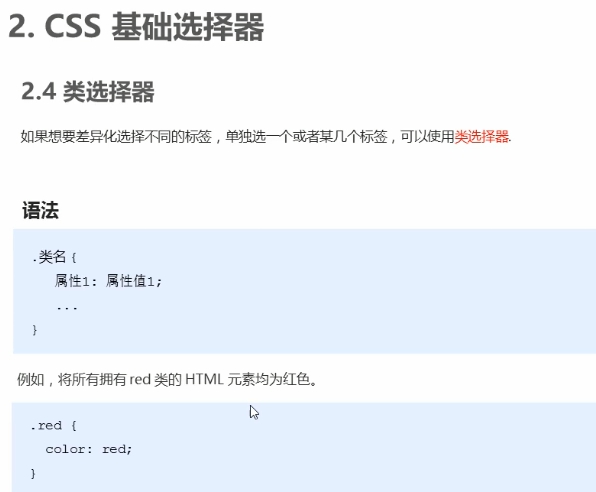 2. CSS 基础选择器
2.4 类选择器
如果想要差异化选择不同的标签，单独选一个或者某几个标签，可以使用类选择器.
语法
.类名 {
属性1: 属性值1;
...
}
例如，将所有拥有 red 类的 HTML 元素均为红色。
.red {
color: red;
}